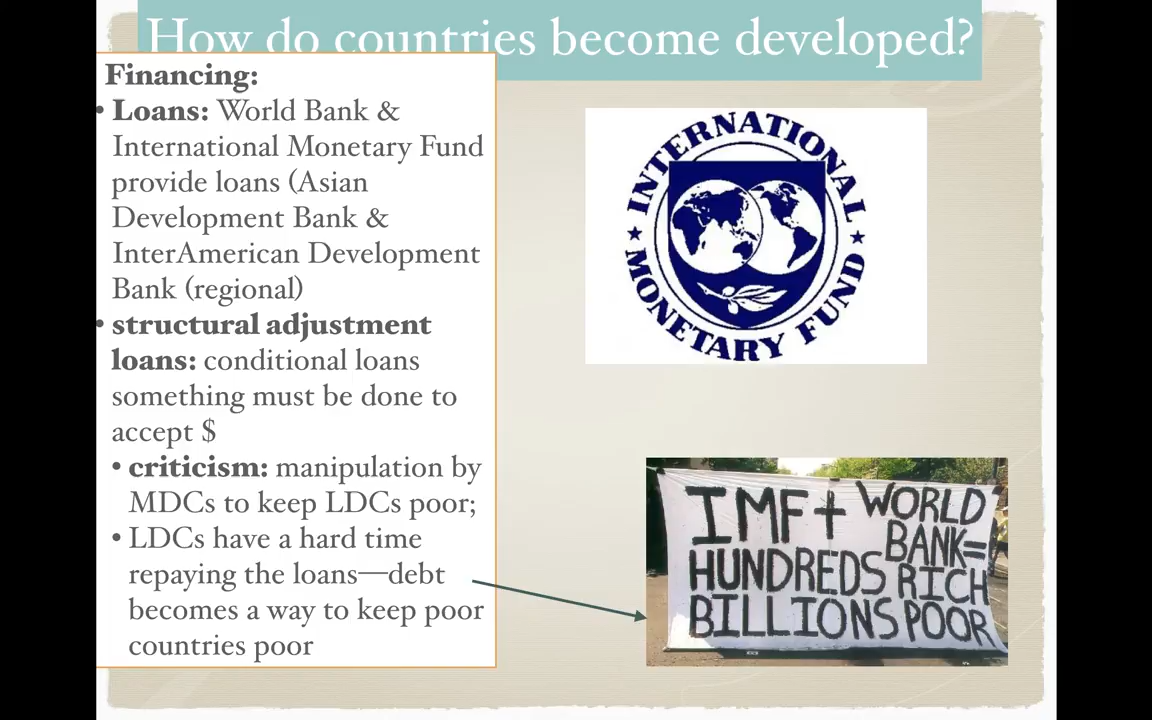 How do countries become developed?
Financing:
• Loans: World Bank &
International Monetary Fund
provide loans (Asian
Development Bank &
InterAmerican Development
Bank (regional)
• structural adjustment
loans: conditional loans
something must be done to
accept $
• criticism: manipulation by
MDCs to keep LDCs poor;
• LDCs have a hard time
repaying the loans—debt
becomes a way to keep poor
countries poor
INTERNATIONAL
MONETARY FUND
IMF + WORLD
BANK =
HUNDREDS RICH
BILLIONS POOR